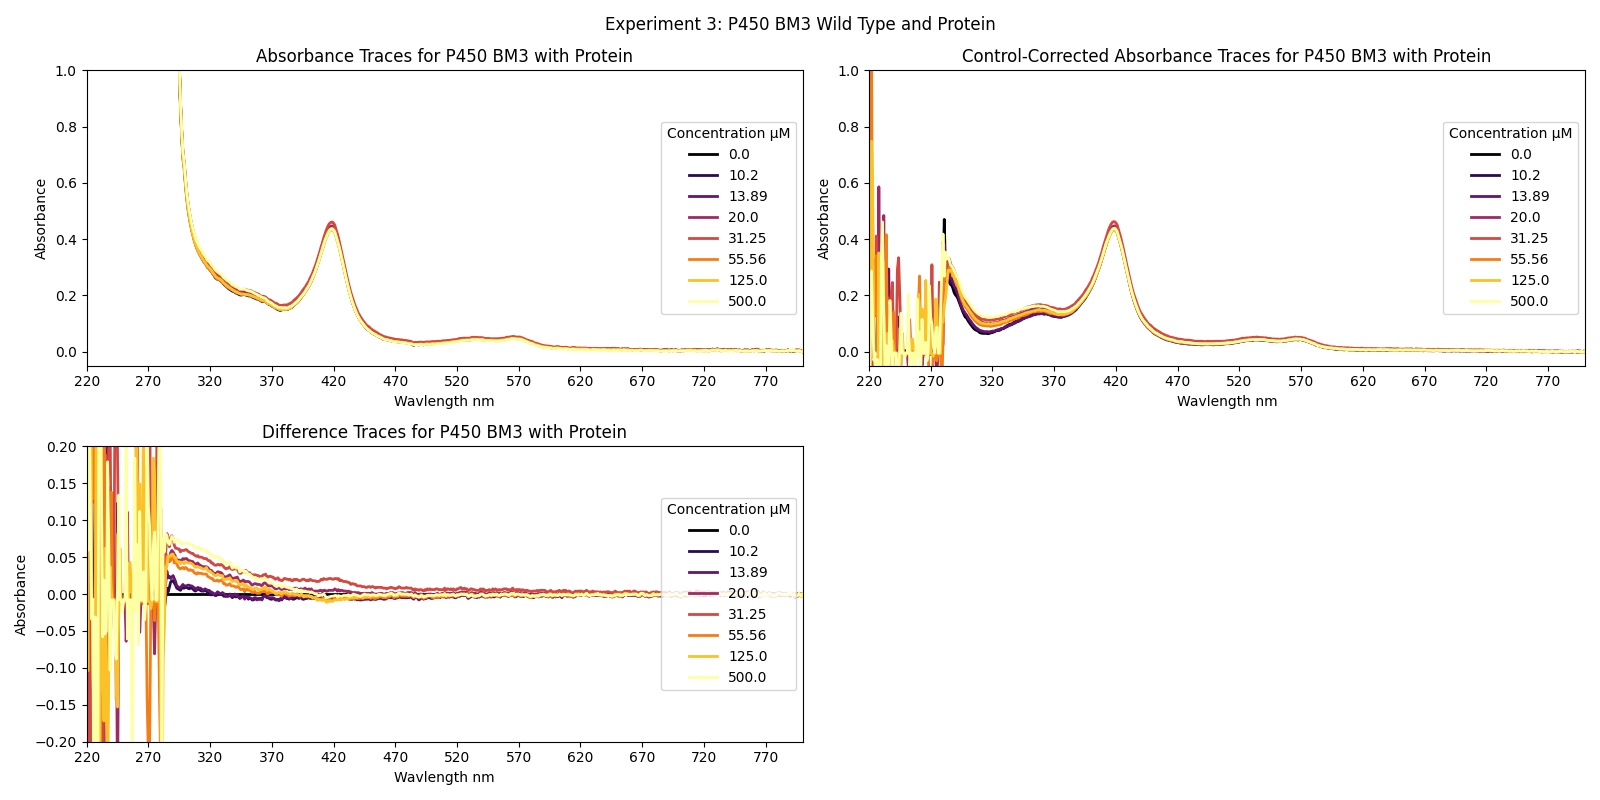 Experiment 3: P450 BM3 Wild Type and Protein
Absorbance Traces for P450 BM3 with Protein
Absorbance
1.0
0.8
0.6
0.4
0.2
0.0
220 270 320 370 420 470 520 570 620 670 720 770
Wavlength nm
Concentration μM
0.0
10.2
13.89
20.0
31.25
55.56
125.0
500.0
Control-Corrected Absorbance Traces for P450 BM3 with Protein
Absorbance
1.0
0.8
0.6
0.4
0.2
0.0
220 270 320 370 420 470 520 570 620 670 720 770
Wavlength nm
Concentration μM
0.0
10.2
13.89
20.0
31.25
55.56
125.0
500.0
Difference Traces for P450 BM3 with Protein
Absorbance
0.20
0.15
0.10
0.05
0.00
−0.05
−0.10
−0.15
−0.20
220 270 320 370 420 470 520 570 620 670 720 770
Wavlength nm
Concentration μM
0.0
10.2
13.89
20.0
31.25
55.56
125.0
500.0